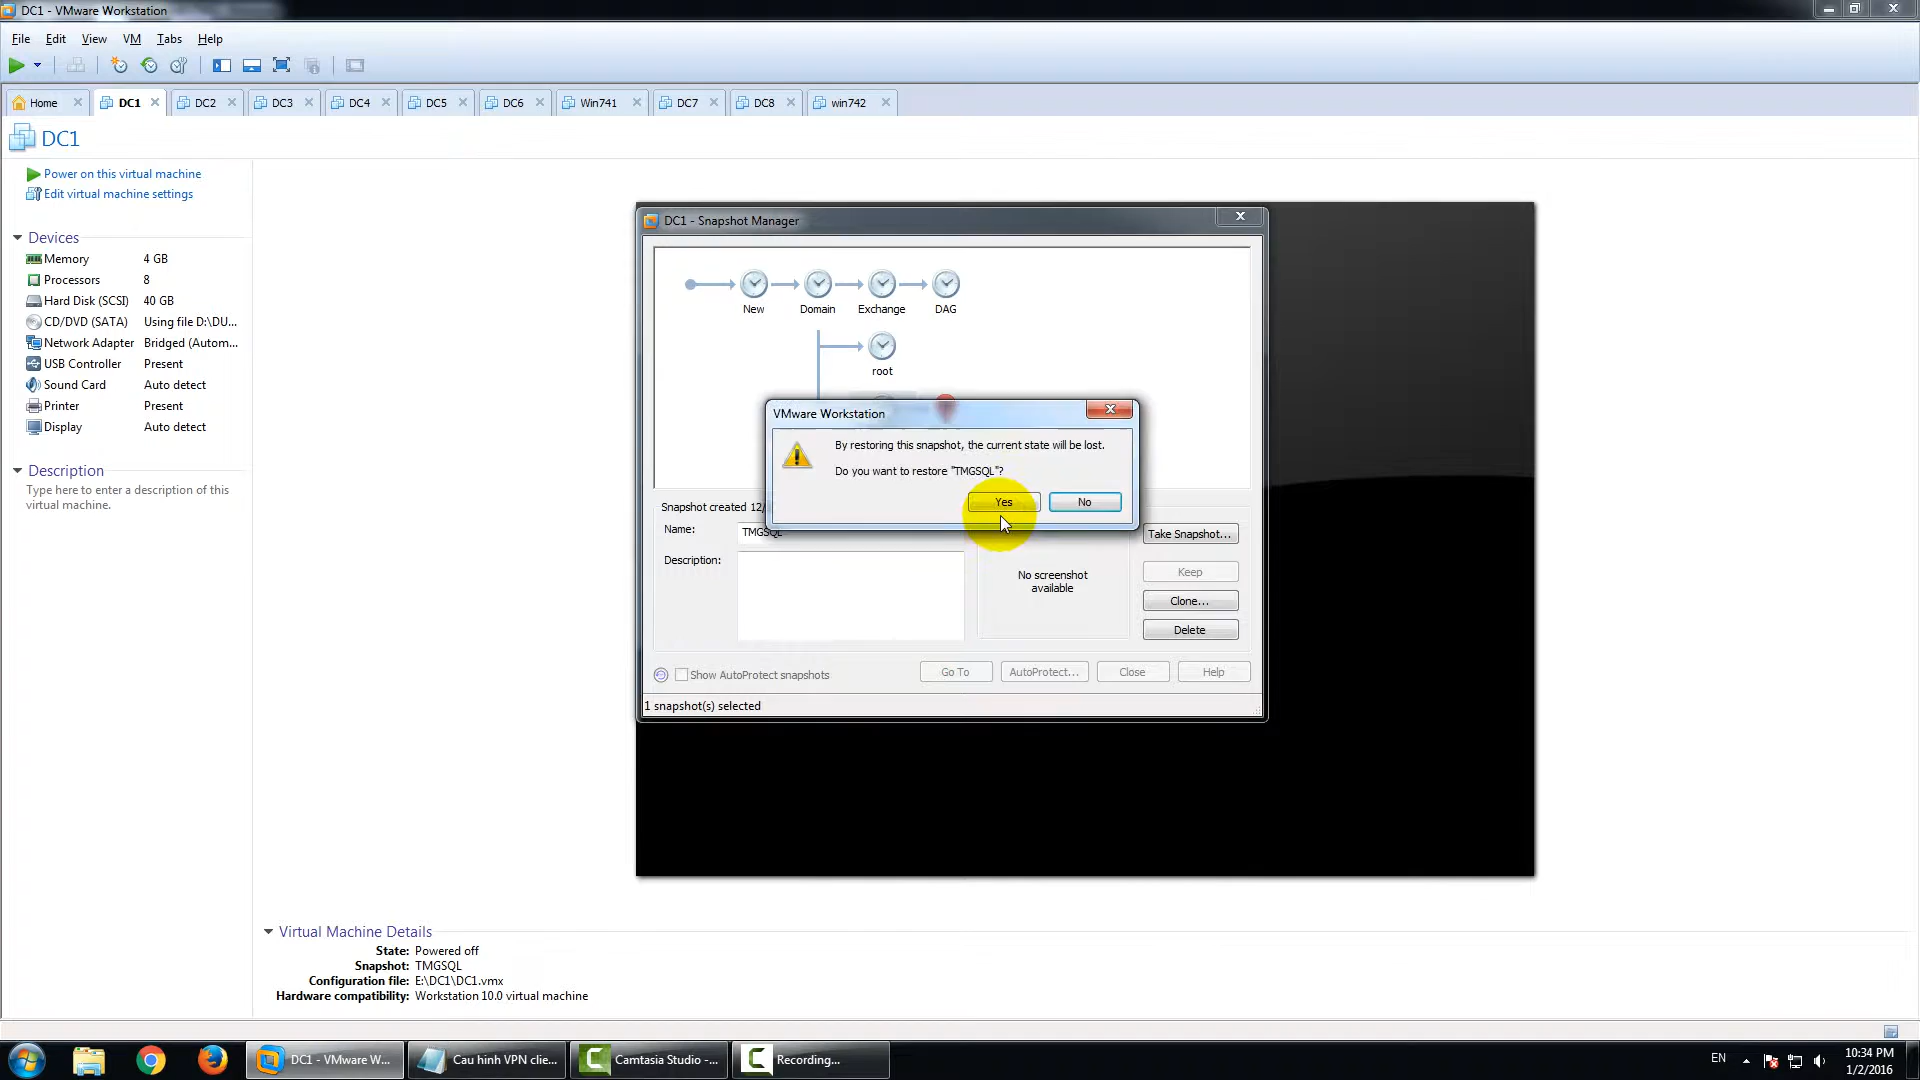 DC1 - VMware Workstation
File Edit View VM Tabs Help
Home DC1 DC2 DC3 DC4 DC5 DC6 Win741 DC7 DC8 win742
DC1
Power on this virtual machine
Edit virtual machine settings
Devices
Memory 4 GB
Processors 8
Hard Disk (SCSI) 40 GB
CD/DVD (SATA) Using file D:\DU...
Network Adapter Bridged (Autom...
USB Controller Present
Sound Card Auto detect
Printer Present
Display Auto detect
Description
Type here to enter a description of this
virtual machine.
DC1 - Snapshot Manager
New Domain Exchange DAG
root
VMware Workstation
By restoring this snapshot, the current state will be lost.
Do you want to restore "TMGSQL"?
Yes No
Snapshot created 12/
Name: TMGSQL
Description:
No screenshot
available
Take Snapshot...
Keep
Clone...
Delete
Show AutoProtect snapshots
Go To AutoProtect... Close Help
1 snapshot(s) selected
Virtual Machine Details
State: Powered off
Snapshot: TMGSQL
Configuration file: E:\DC1\DC1.vmx
Hardware compatibility: Workstation 10.0 virtual machine
DC1 - VMware W... Cau hinh VPN clie... Camtasia Studio -... Recording...
EN
10:34 PM
1/2/2016